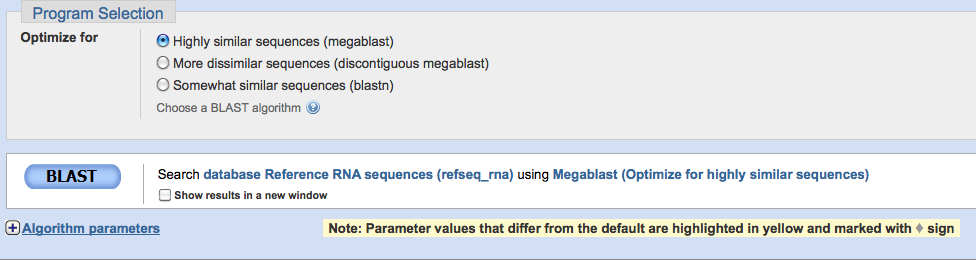 Program Selection
Optimize for
Highly similar sequences (megablast)
More dissimilar sequences (discontiguous megablast)
Somewhat similar sequences (blastn)
Choose a BLAST algorithm ?
BLAST
Search database Reference RNA sequences (refseq_rna) using Megablast (Optimize for highly similar sequences)
Show results in a new window
+ Algorithm parameters
Note: Parameter values that differ from the default are highlighted in yellow and marked with ♦ sign